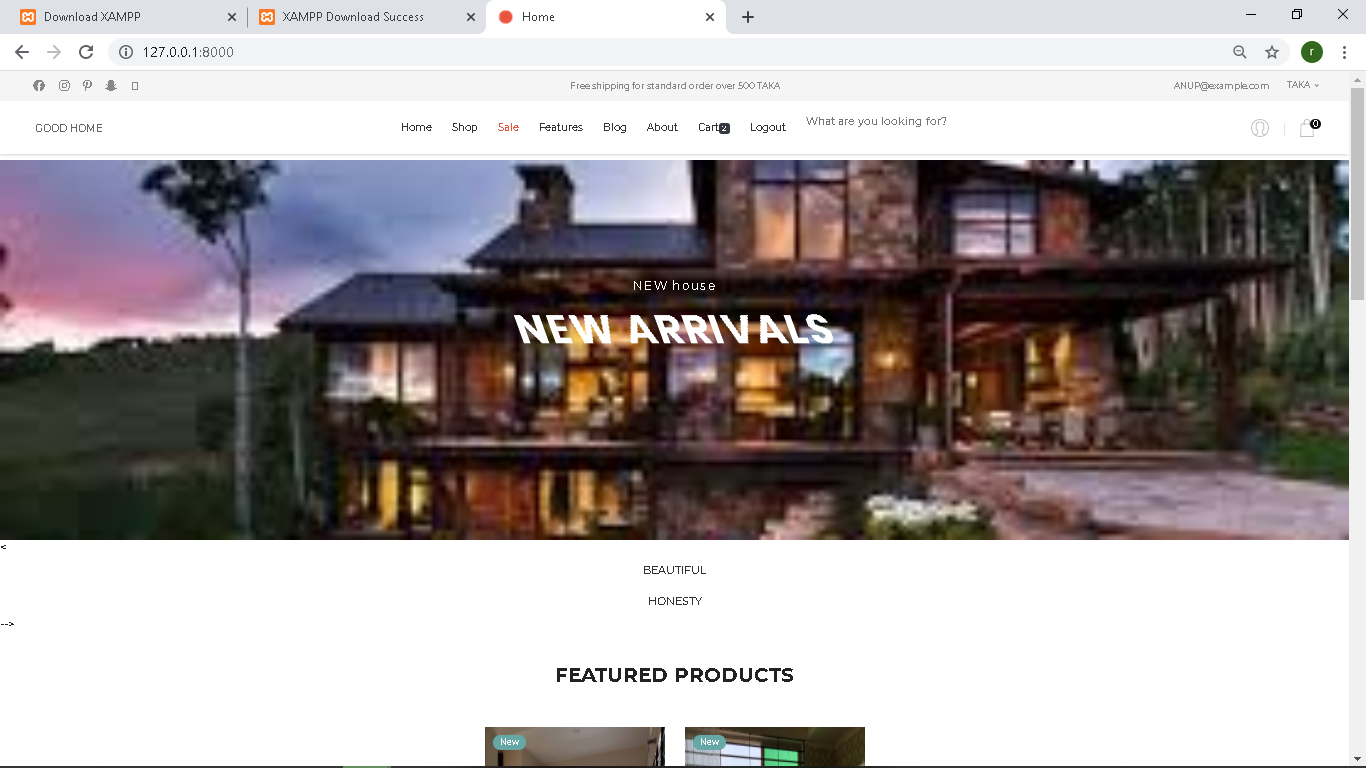 Download XAMPP
XAMPP Download Success
Home
127.0.0.1:8000
r
Free shipping for standard order over 500 TAKA
ANUP@example.com
TAKA
GOOD HOME
Home Shop Sale Features Blog About Cart 2 Logout
What are you looking for?
0
NEW house
NEW ARRIVALS
<
BEAUTIFUL
HONESTY
-->
FEATURED PRODUCTS
New
New